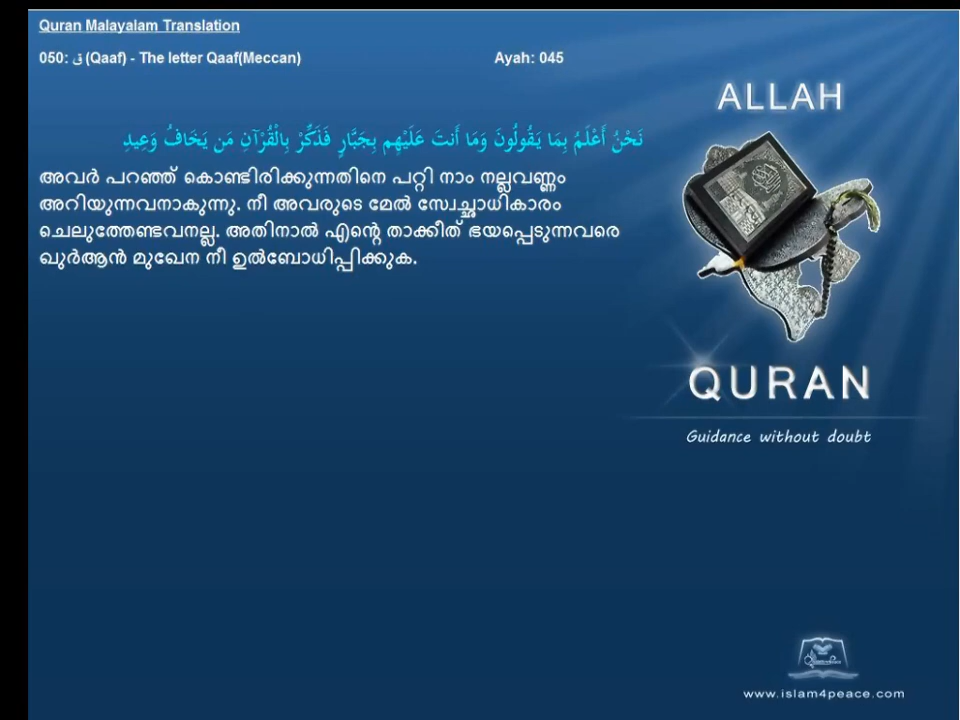 Quran Malayalam Translation
050: ق (Qaaf) - The letter Qaaf(Meccan)
Ayah: 045
نَحْنُ أَعْلَمُ بِمَا يَقُولُونَ وَمَا أَنتَ عَلَيْهِم بِجَبَّارٍ فَذَكِّرْ بِالْقُرْآنِ مَن يَخَافُ وَعِيدِ
അവർ പറഞ്ഞ് കൊണ്ടിരിക്കുന്നതിനെ പറ്റി നാം നല്ലവണ്ണം
അറിയുന്നവനാകുന്നു. നീ അവരുടെ മേൽ സ്വേച്ഛാധികാരം
ചെലുത്തേണ്ടവനല്ല. അതിനാൽ എന്റെ താക്കീത് ഭയപ്പെടുന്നവരെ
ഖുർആൻ മുഖേന നീ ഉൽബോധിപ്പിക്കുക.
ALLAH
QURAN
Guidance without doubt
www.islam4peace.com